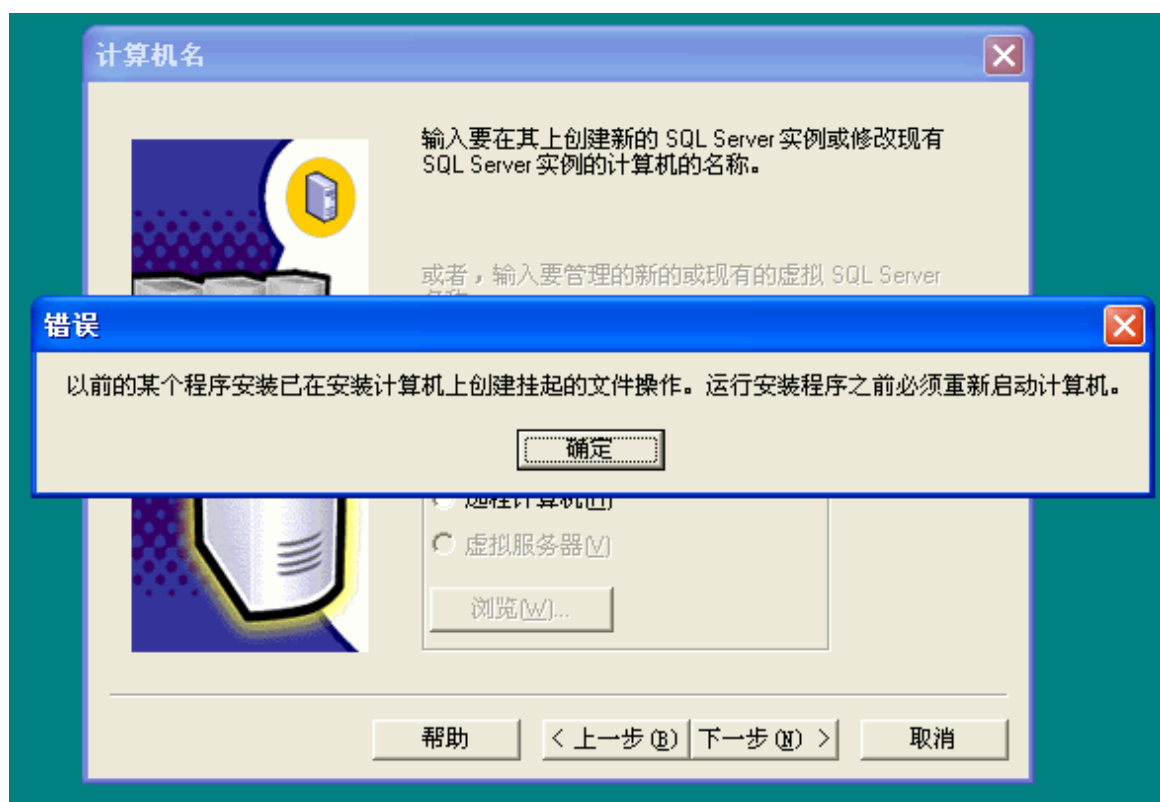 计算机名
输入要在其上创建新的 SQL Server 实例或修改现有
SQL Server 实例的计算机的名称。
或者，输入要管理的新的或现有的虚拟 SQL Server
错误
以前的某个程序安装已在安装计算机上创建挂起的文件操作。运行安装程序之前必须重新启动计算机。
确定
虚拟服务器(V)
浏览(W)...
帮助
< 上一步(B)
下一步(N) >
取消